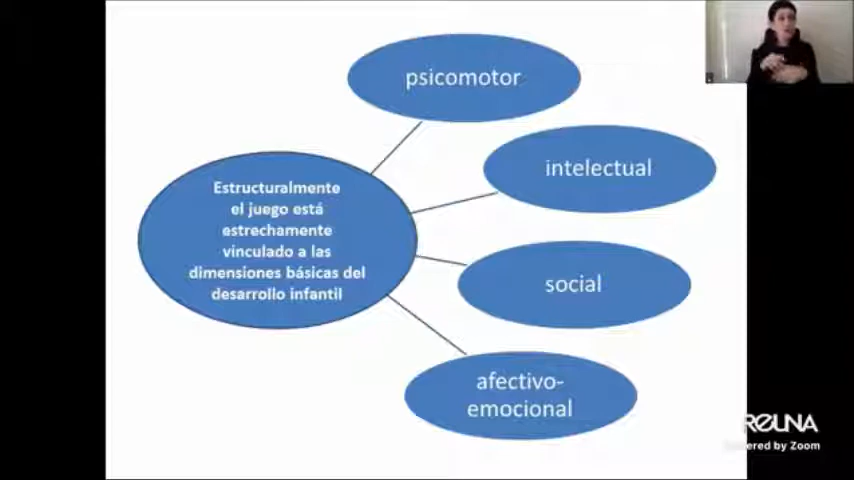 psicomotor
intelectual
Estructuralmente
el juego está
estrechamente
vinculado a las
dimensiones básicas del
desarrollo infantil
social
afectivo-
emocional
REUNA
ered by Zoom